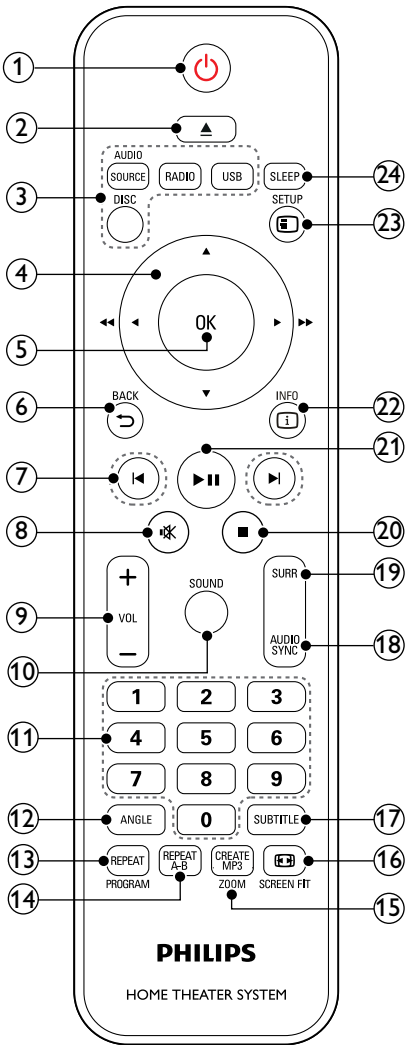 1
2
AUDIO
SOURCE RADIO USB SLEEP 24
3
DISC SETUP
23
4
OK
5
BACK INFO
6 22
21
7
8 20
+ SOUND SURR 19
9 VOL
– AUDIO
SYNC 18
10
1 2 3
11 4 5 6
7 8 9
12 ANGLE 0 SUBTITLE 17
13 REPEAT REPEAT
A-B CREATE
MP3 16
PROGRAM ZOOM SCREEN FIT
14 15
PHILIPS
HOME THEATER SYSTEM